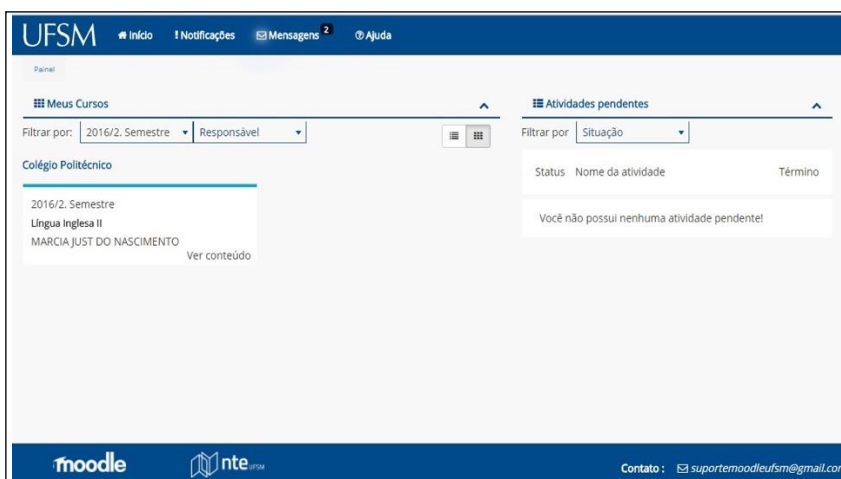 UFSM Início ! Notificações Mensagens 2 Ajuda
Painel
Meus Cursos
Filtrar por: 2016/2. Semestre Responsável
Colégio Politécnico
2016/2. Semestre
Língua Inglesa II
MARCIA JUST DO NASCIMENTO
Ver conteúdo
Atividades pendentes
Filtrar por Situação
Status Nome da atividade Término
Você não possui nenhuma atividade pendente!
moodle nte UFSM Contato : suportemoodleufsm@gmail.com